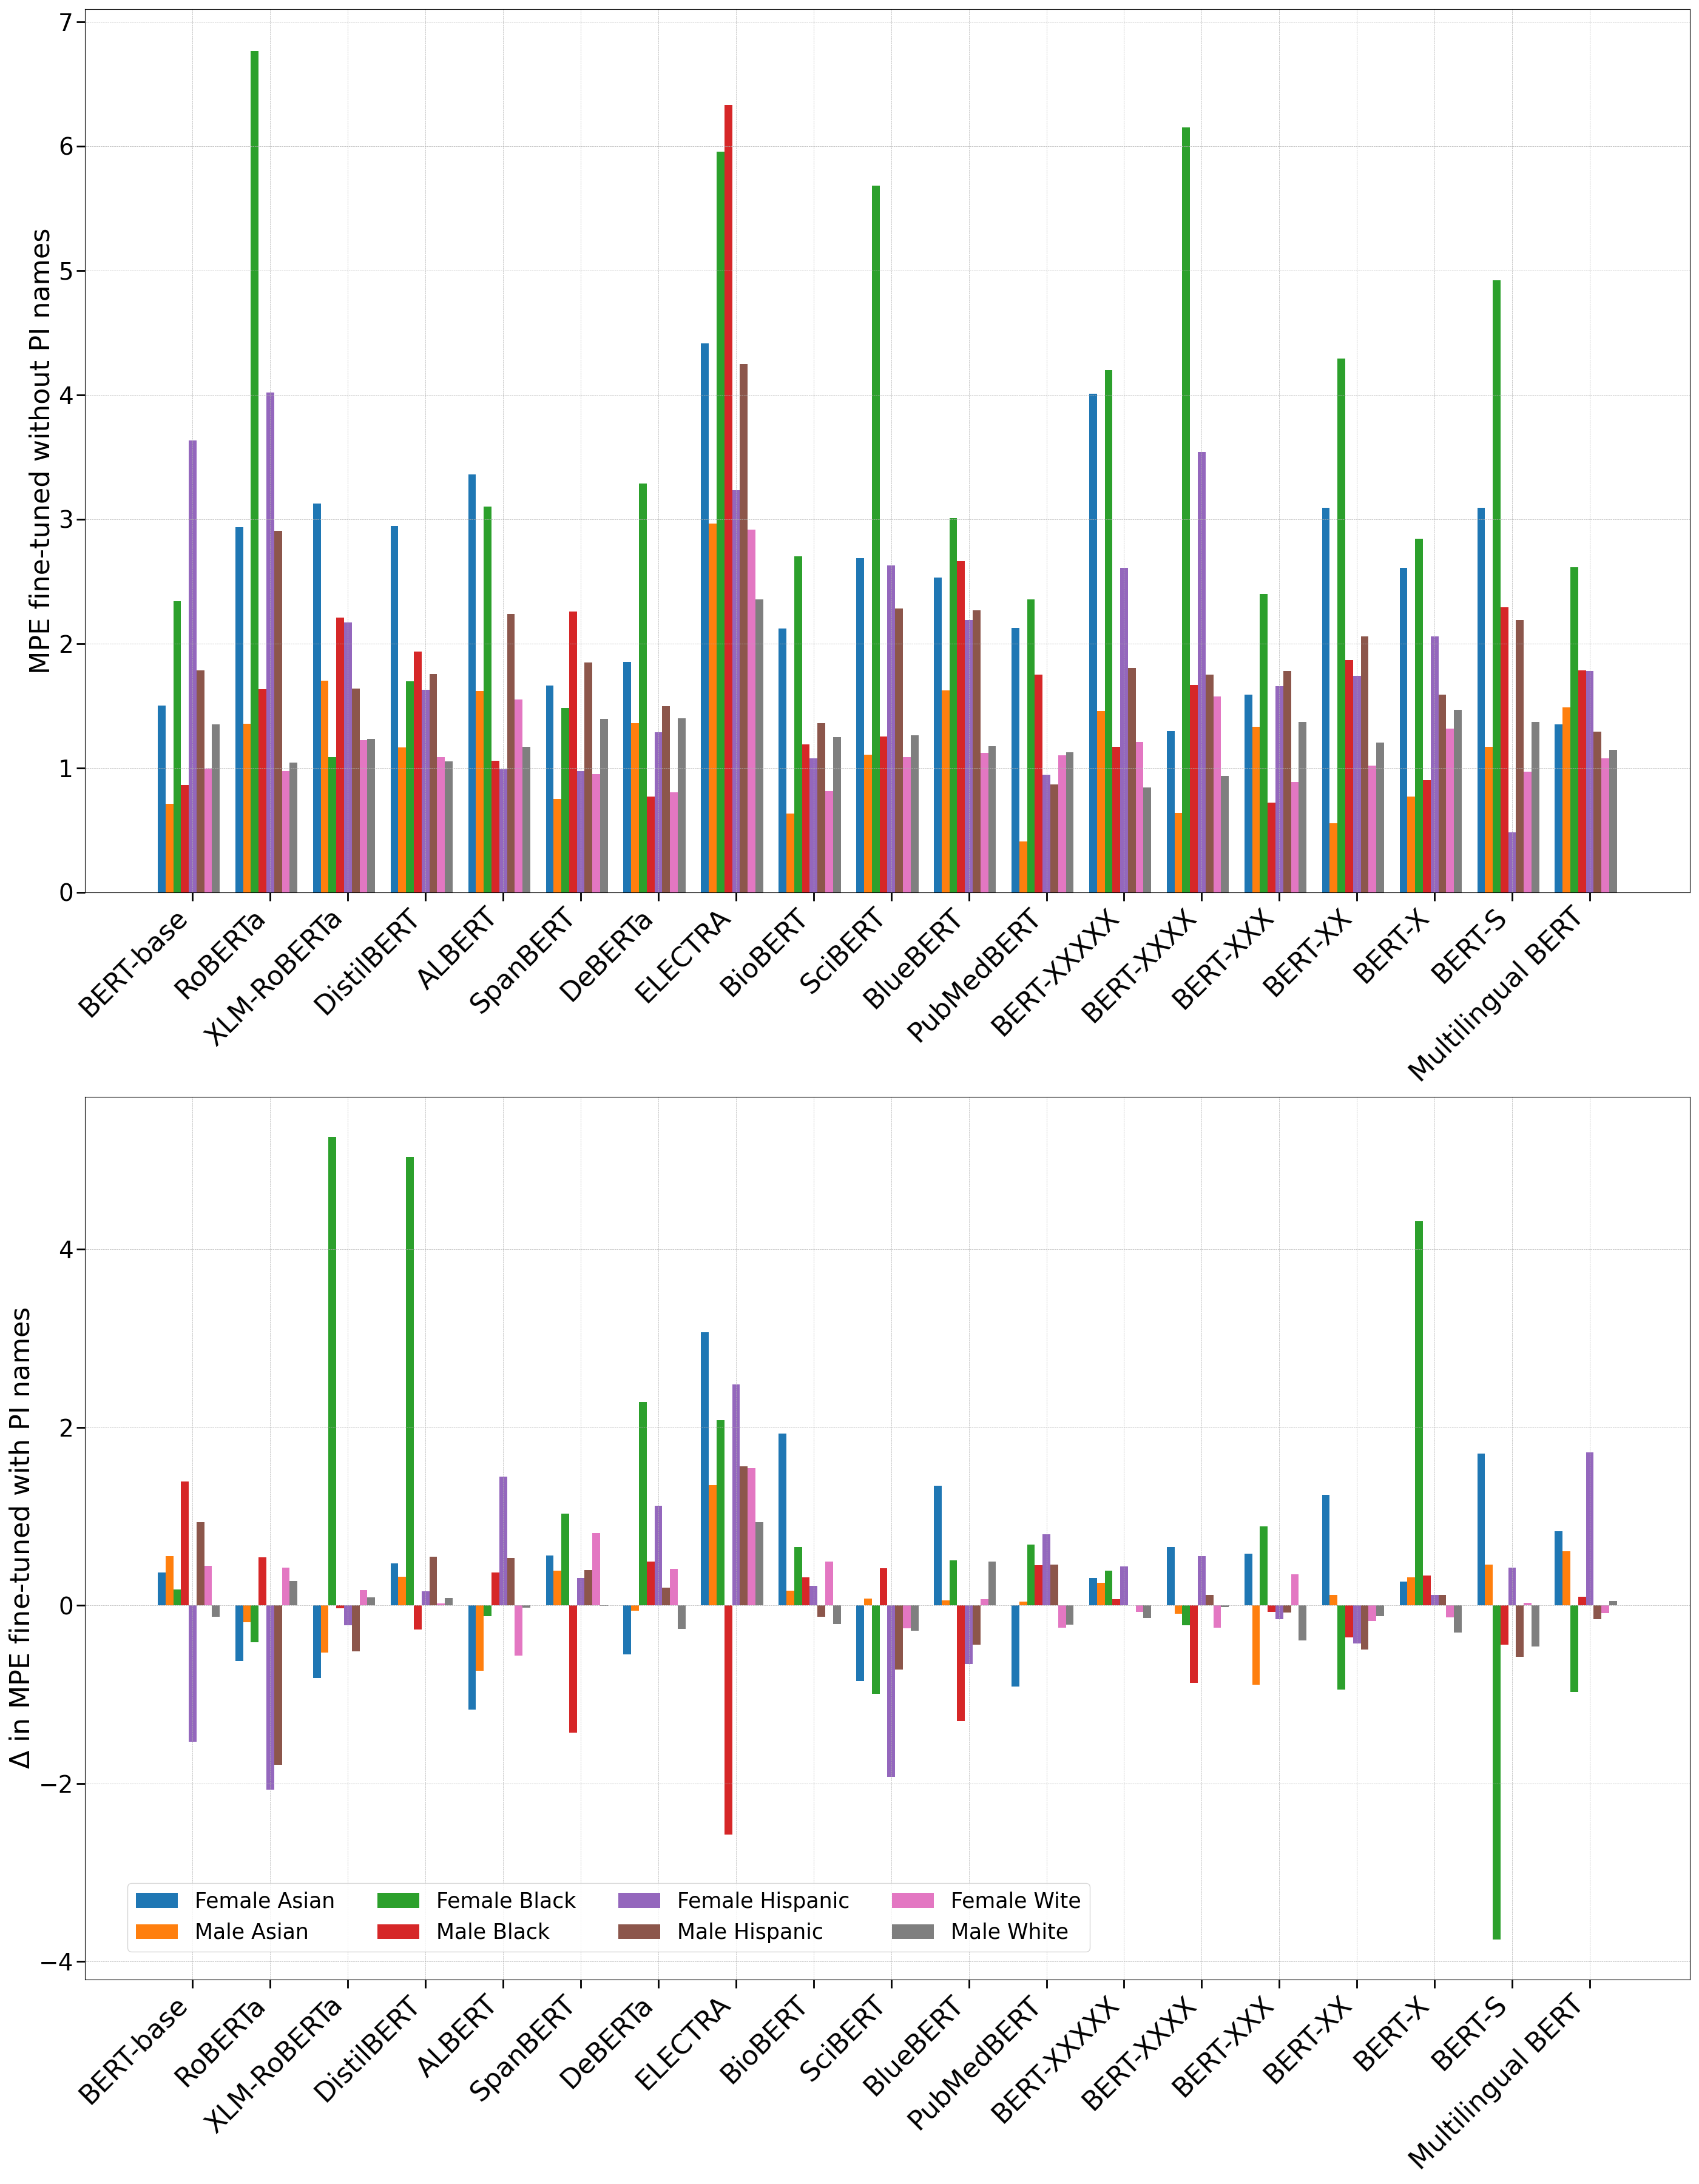 MPE fine-tuned without PI names
7
6
5
4
3
2
1
0
BERT-base
RoBERTa
XLM-RoBERTa
DistilBERT
ALBERT
SpanBERT
DeBERTa
ELECTRA
BioBERT
SciBERT
BlueBERT
PubMedBERT
BERT-XXXXX
BERT-XXXX
BERT-XXX
BERT-XX
BERT-X
BERT-S
Multilingual BERT
Δ in MPE fine-tuned with PI names
4
2
0
−2
−4
Female Asian
Male Asian
Female Black
Male Black
Female Hispanic
Male Hispanic
Female Wite
Male White
BERT-base
RoBERTa
XLM-RoBERTa
DistilBERT
ALBERT
SpanBERT
DeBERTa
ELECTRA
BioBERT
SciBERT
BlueBERT
PubMedBERT
BERT-XXXXX
BERT-XXXX
BERT-XXX
BERT-XX
BERT-X
BERT-S
Multilingual BERT